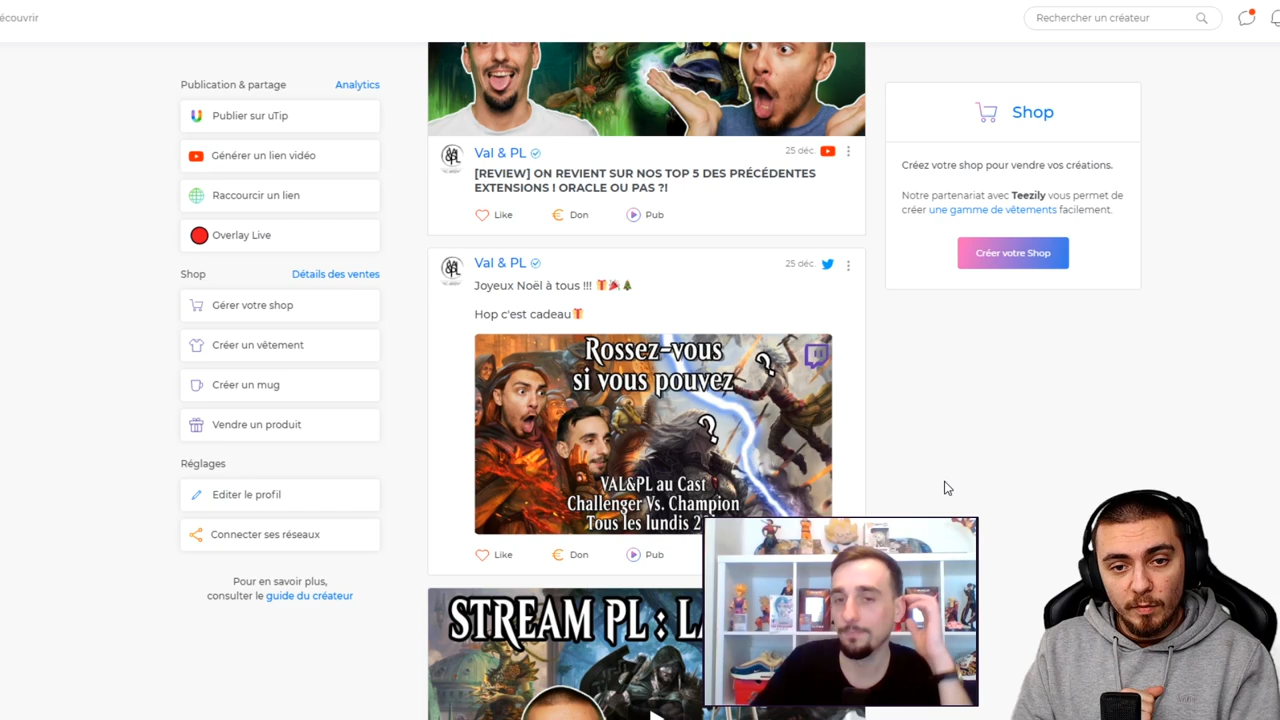 écouvrir
Rechercher un créateur
Publication & partage
Analytics
Publier sur uTip
Générer un lien vidéo
Raccourcir un lien
Overlay Live
Shop
Détails des ventes
Gérer votre shop
Créer un vêtement
Créer un mug
Vendre un produit
Réglages
Editer le profil
Connecter ses réseaux
Pour en savoir plus,
consulter le guide du créateur
Val & PL
25 déc.
[REVIEW] ON REVIENT SUR NOS TOP 5 DES PRÉCÉDENTES
EXTENSIONS ! ORACLE OU PAS ?!
Like
Don
Pub
Val & PL
25 déc.
Joyeux Noël à tous !!!
Hop c'est cadeau
Rossez-vous
si vous pouvez
?
?
VAL&PL au Cast
Challenger Vs. Champion
Tous les lundis 2
Like
Don
Pub
STREAM PL :
Shop
Créez votre shop pour vendre vos créations.
Notre partenariat avec Teezily vous permet de
créer une gamme de vêtements facilement.
Créer votre Shop